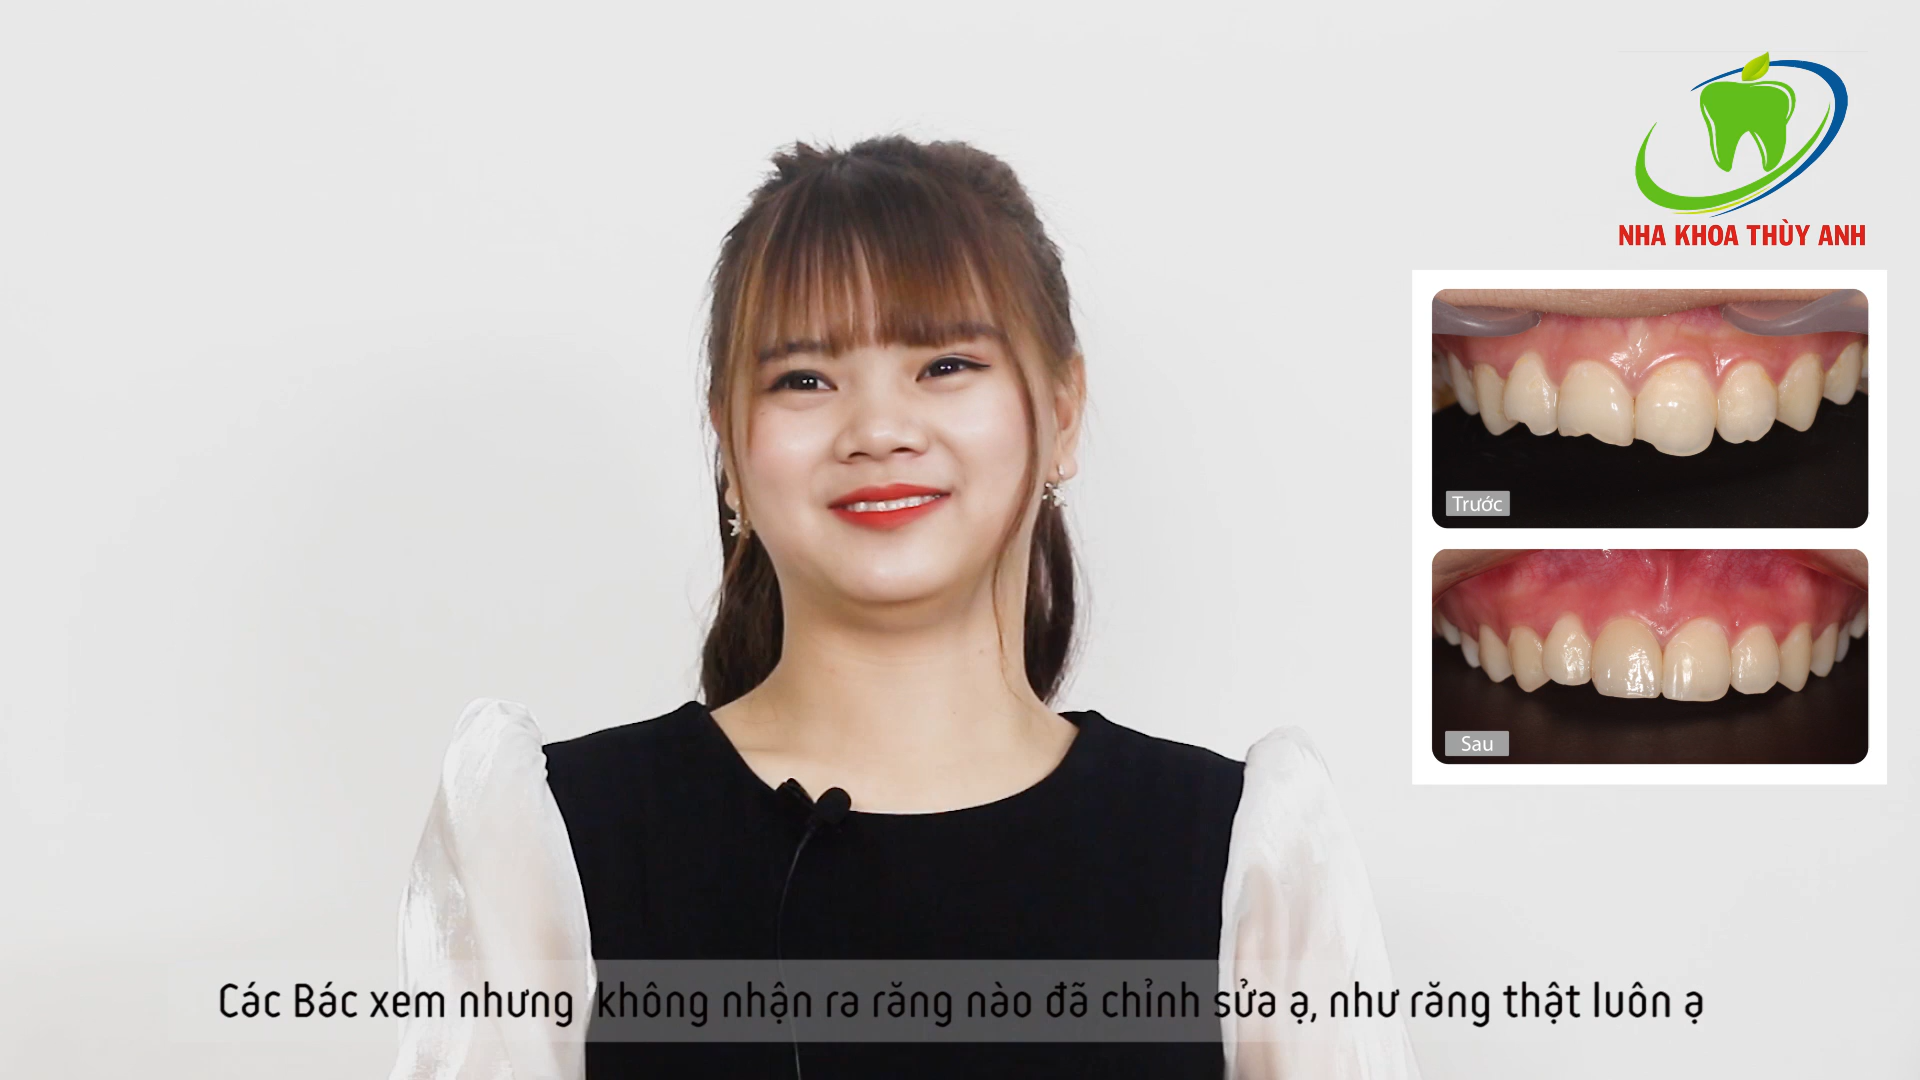 NHA KHOA THÙY ANH
Trước
Sau
Các Bác xem nhưng không nhận ra răng nào đã chỉnh sửa ạ, như răng thật luôn ạ